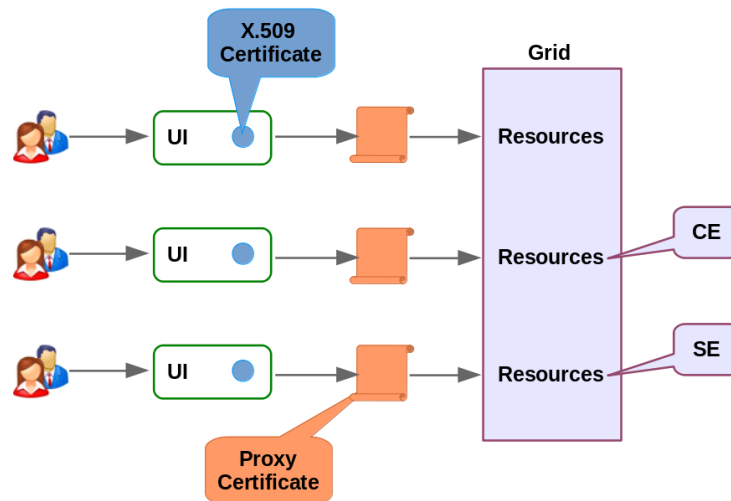 X.509
Certificate
Grid
UI
Resources
UI
Resources
CE
UI
Resources
SE
Proxy
Certificate